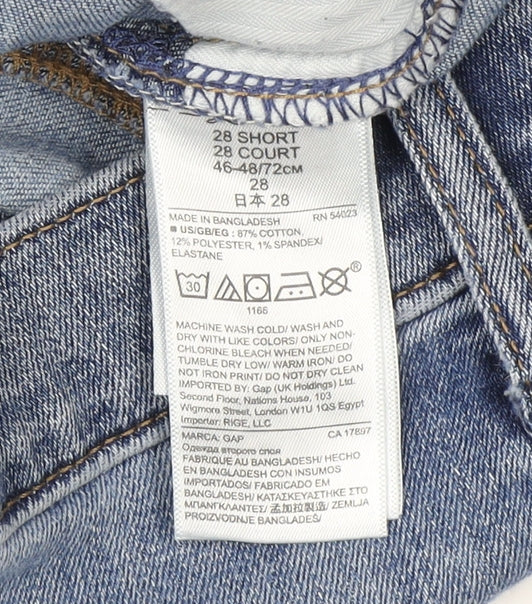 28 SHORT
28 COURT
46-48/72см
28
日本 28
MADE IN BANGLADESH RN 54023
■ US/GB/EG : 87% COTTON,
12% POLYESTER, 1% SPANDEX/
ELASTANE
30
1166
MACHINE WASH COLD/ WASH AND
DRY WITH LIKE COLORS/ ONLY NON-
CHLORINE BLEACH WHEN NEEDED/
TUMBLE DRY LOW/ WARM IRON/ DO
NOT IRON PRINT/ DO NOT DRY CLEAN
IMPORTED BY: Gap (UK Holdings) Ltd.
Second Floor, Nations House, 103
Wigmore Street, London W1U 1QS Egypt
Importer: RIGE, LLC
MARCA: GAP CA 17897
Одежда второго слоя
FABRIQUÉ AU BANGLADESH/ HECHO
EN BANGLADESH CON INSUMOS
IMPORTADOS/ FABRICADO EM
BANGLADESH/ ΚΑΤΑΣΚΕΥΑΣΤΗΚΕ ΣΤΟ
ΜΠΑΝΓΚΛΑΝΤΕΣ/ 孟加拉製造/ ZEMLJA
PROIZVODNJE BANGLADEŠ/